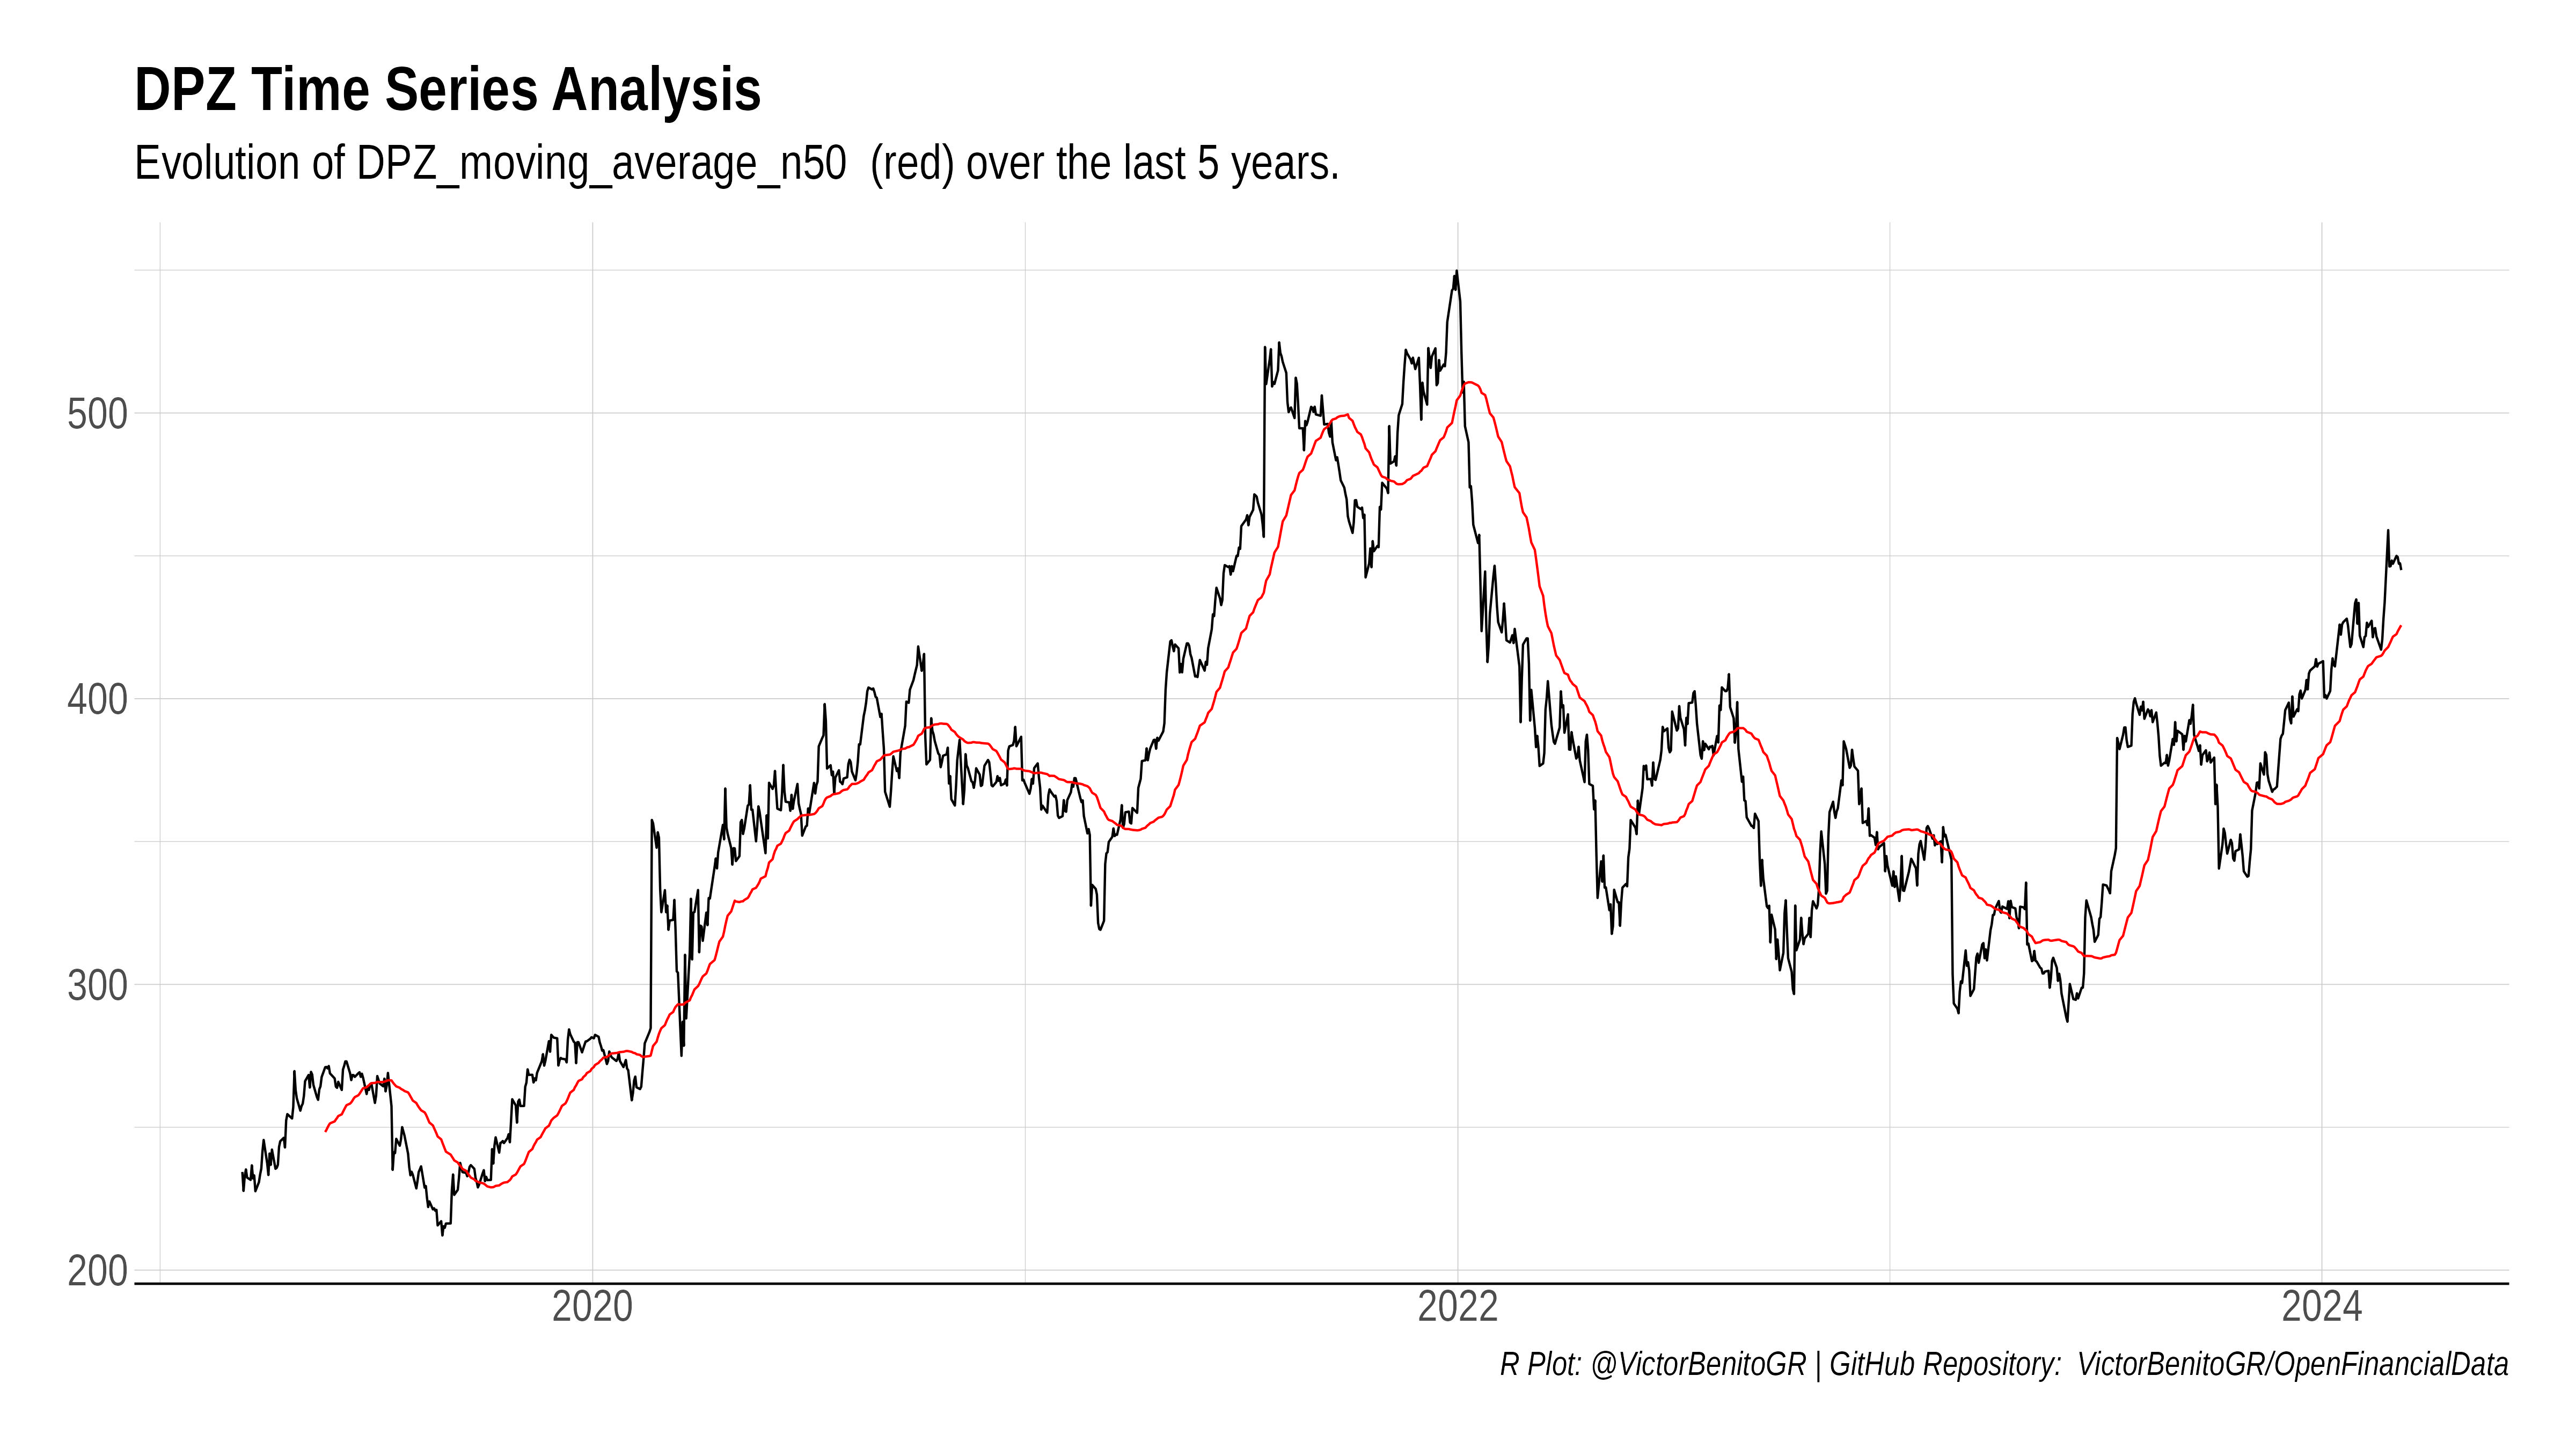 DPZ Time Series Analysis
Evolution of DPZ_moving_average_n50  (red) over the last 5 years.
500
400
300
200
2020 2022 2024
R Plot: @VictorBenitoGR | GitHub Repository:  VictorBenitoGR/OpenFinancialData